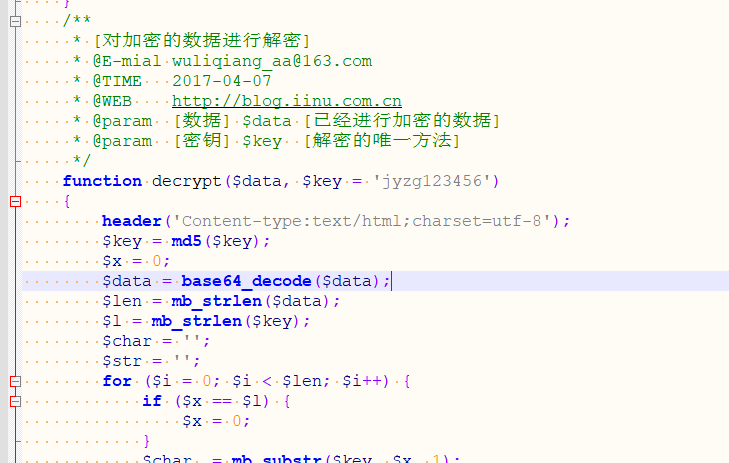 }
/**
* [对加密的数据进行解密]
* @E-mial wuliqiang_aa@163.com
* @TIME 2017-04-07
* @WEB http://blog.iinu.com.cn
* @param [数据] $data [已经进行加密的数据]
* @param [密钥] $key [解密的唯一方法]
*/
function decrypt($data, $key = 'jyzg123456')
{
header('Content-type:text/html;charset=utf-8');
$key = md5($key);
$x = 0;
$data = base64_decode($data);
$len = mb_strlen($data);
$l = mb_strlen($key);
$char = '';
$str = '';
for ($i = 0; $i < $len; $i++) {
if ($x == $l) {
$x = 0;
}
$char .= mb_substr($key, $x, 1);